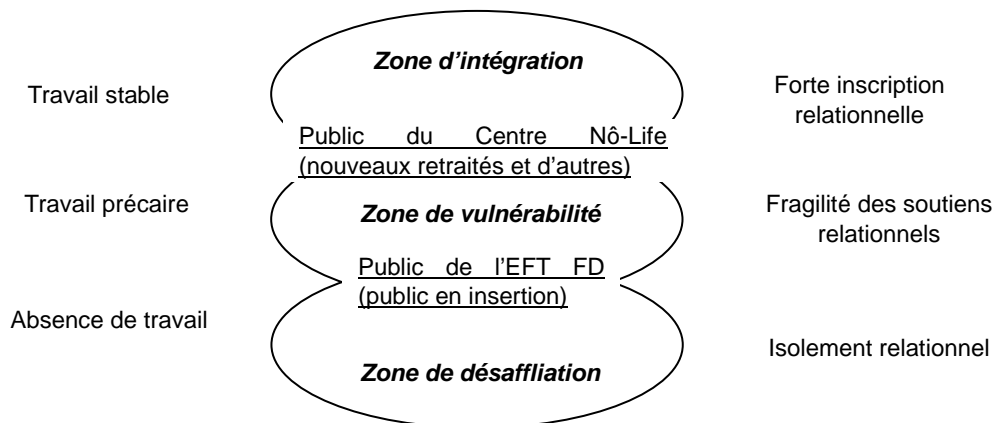 Zone d'intégration
Travail stable
Forte inscription
relationnelle
Public du Centre Nô-Life
(nouveaux retraités et d'autres)
Travail précaire
Zone de vulnérabilité
Fragilité des soutiens
relationnels
Public de l'EFT FD
(public en insertion)
Absence de travail
Isolement relationnel
Zone de désaffliation